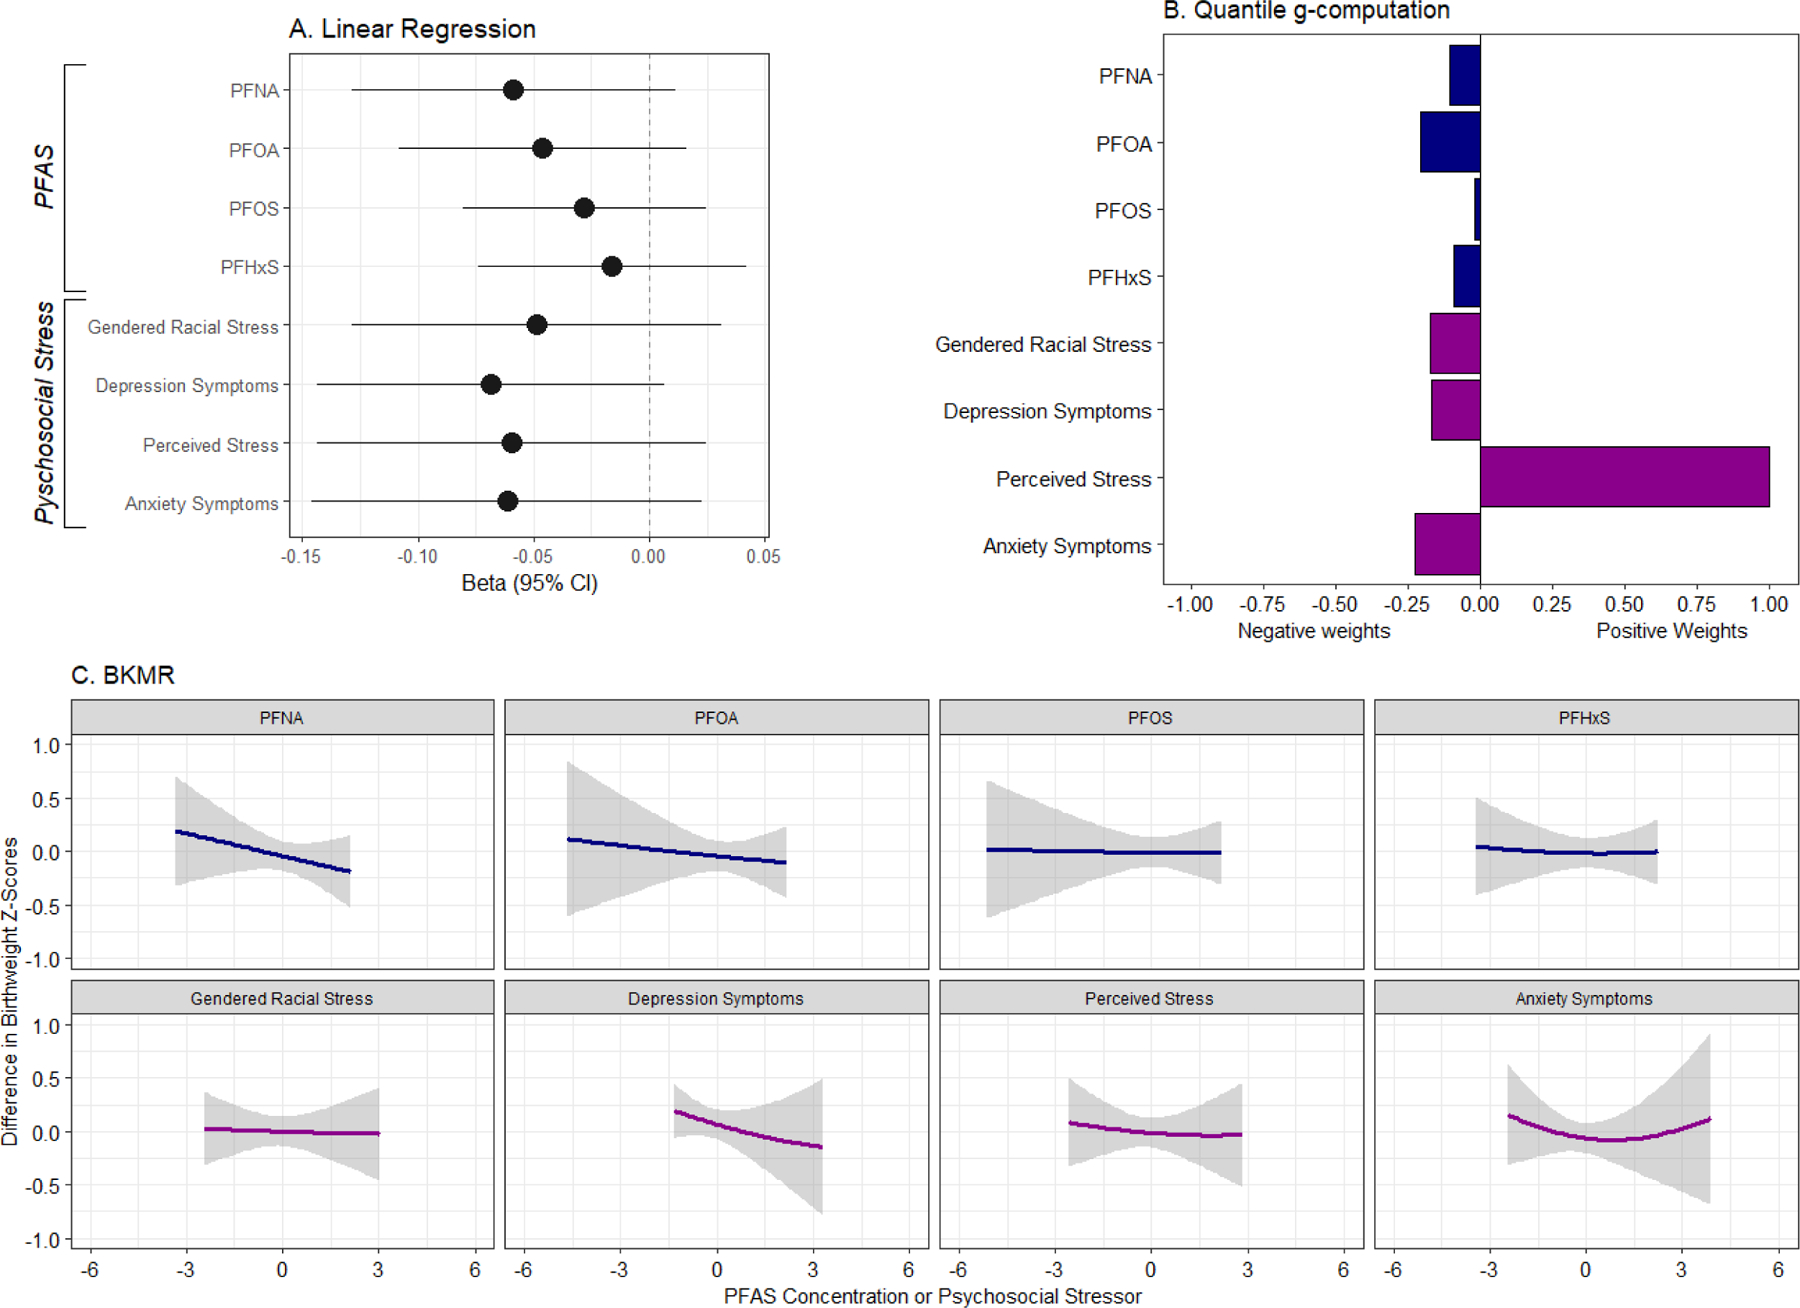 A. Linear Regression
PFAS
Pyschosocial Stress
PFNA
PFOA
PFOS
PFHxS
Gendered Racial Stress
Depression Symptoms
Perceived Stress
Anxiety Symptoms
-0.15 -0.10 -0.05 0.00 0.05
Beta (95% CI)
B. Quantile g-computation
PFNA
PFOA
PFOS
PFHxS
Gendered Racial Stress
Depression Symptoms
Perceived Stress
Anxiety Symptoms
-1.00 -0.75 -0.50 -0.25 0.00 0.25 0.50 0.75 1.00
Negative weights Positive Weights
C. BKMR
Difference in Birthweight Z-Scores
PFNA PFOA PFOS PFHxS
1.0
0.5
0.0
-0.5
-1.0
Gendered Racial Stress Depression Symptoms Perceived Stress Anxiety Symptoms
1.0
0.5
0.0
-0.5
-1.0
-6 -3 0 3 6 -6 -3 0 3 6 -6 -3 0 3 6 -6 -3 0 3 6
PFAS Concentration or Psychosocial Stressor